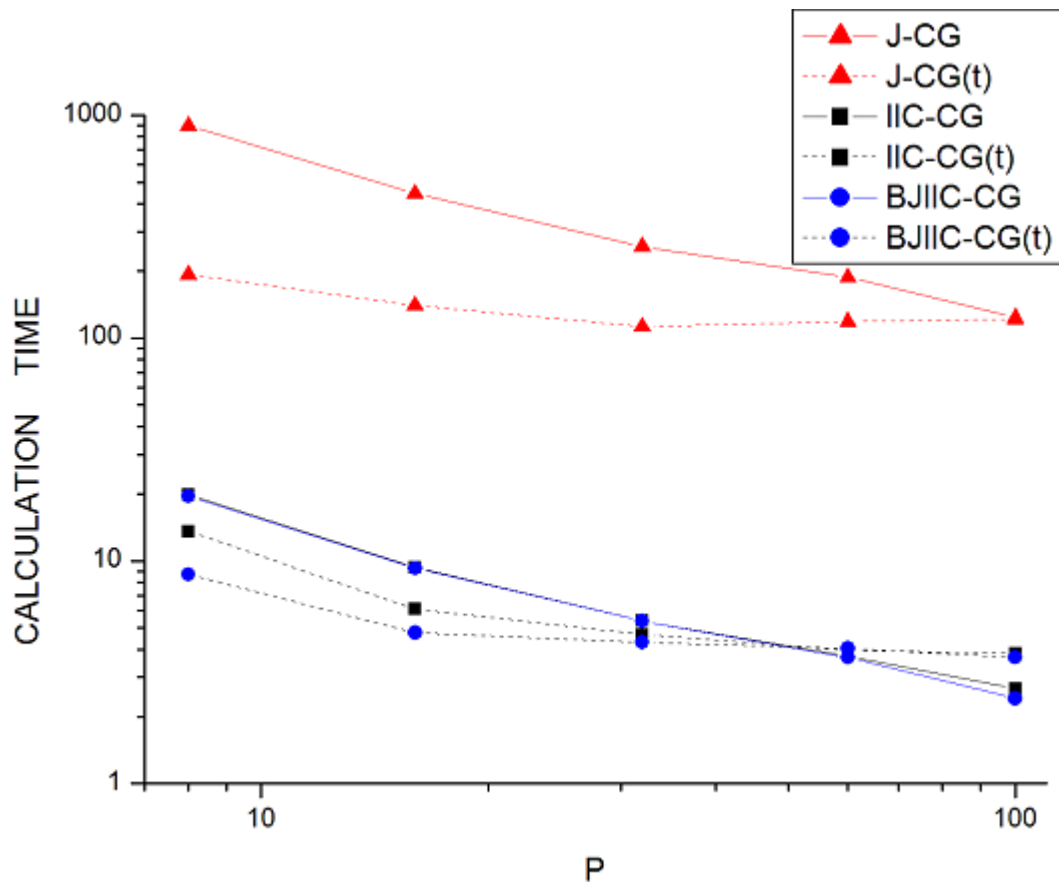 J-CG
J-CG(t)
IIC-CG
IIC-CG(t)
BJIIC-CG
BJIIC-CG(t)
1000
100
10
1
CALCULATION TIME
10
100
P